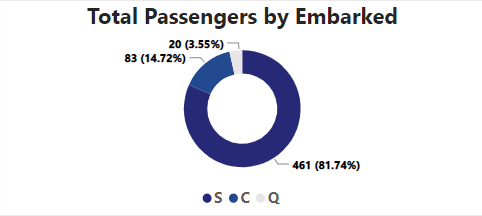 Total Passengers by Embarked
20 (3.55%)
83 (14.72%)
461 (81.74%)
S C Q